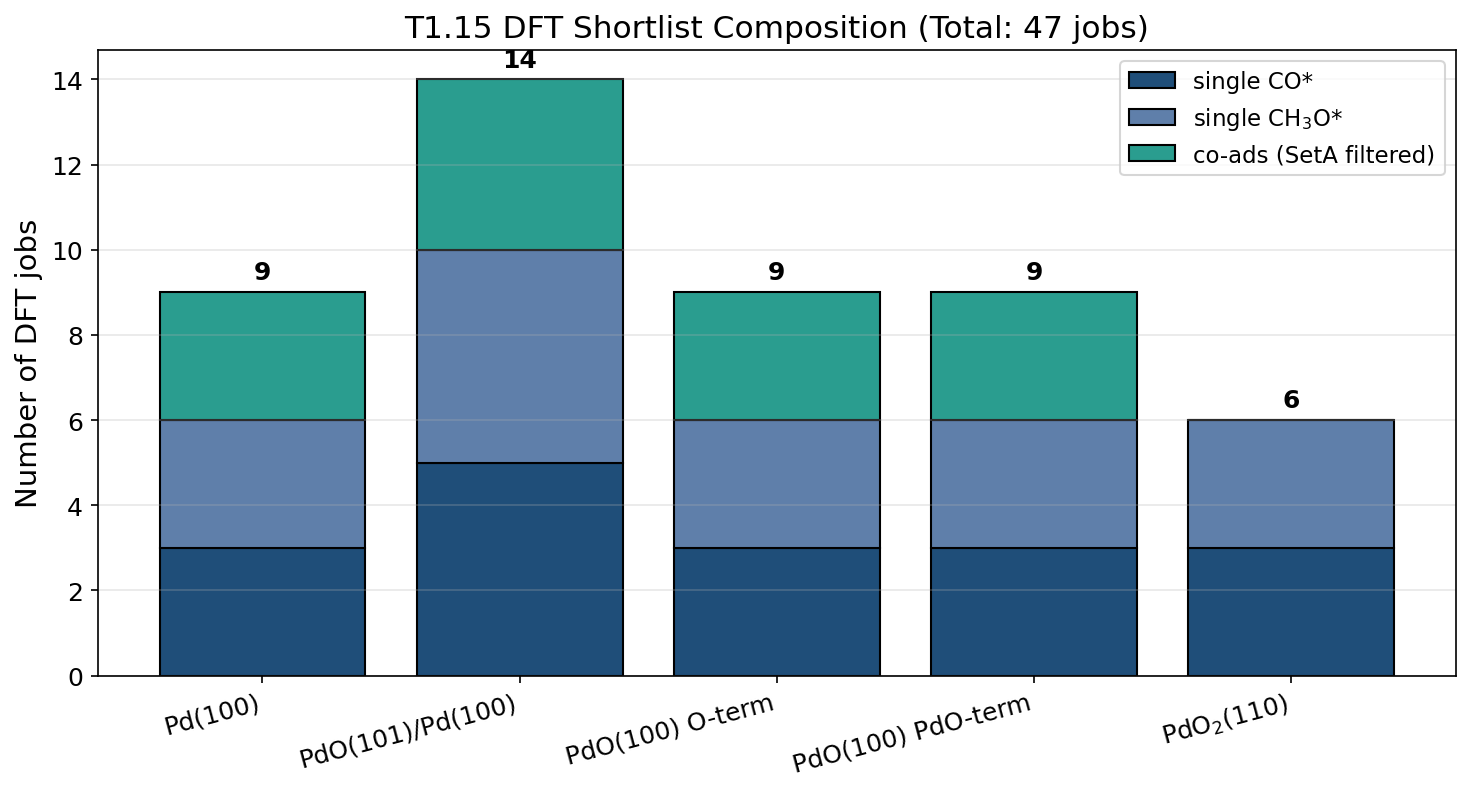 T1.15 DFT Shortlist Composition (Total: 47 jobs)
single CO*
single CH₃O*
co-ads (SetA filtered)
Number of DFT jobs
14
12
10
8
6
4
2
0
9
14
9
9
6
Pd(100)
PdO(101)/Pd(100)
PdO(100) O-term
PdO(100) PdO-term
PdO₂(110)